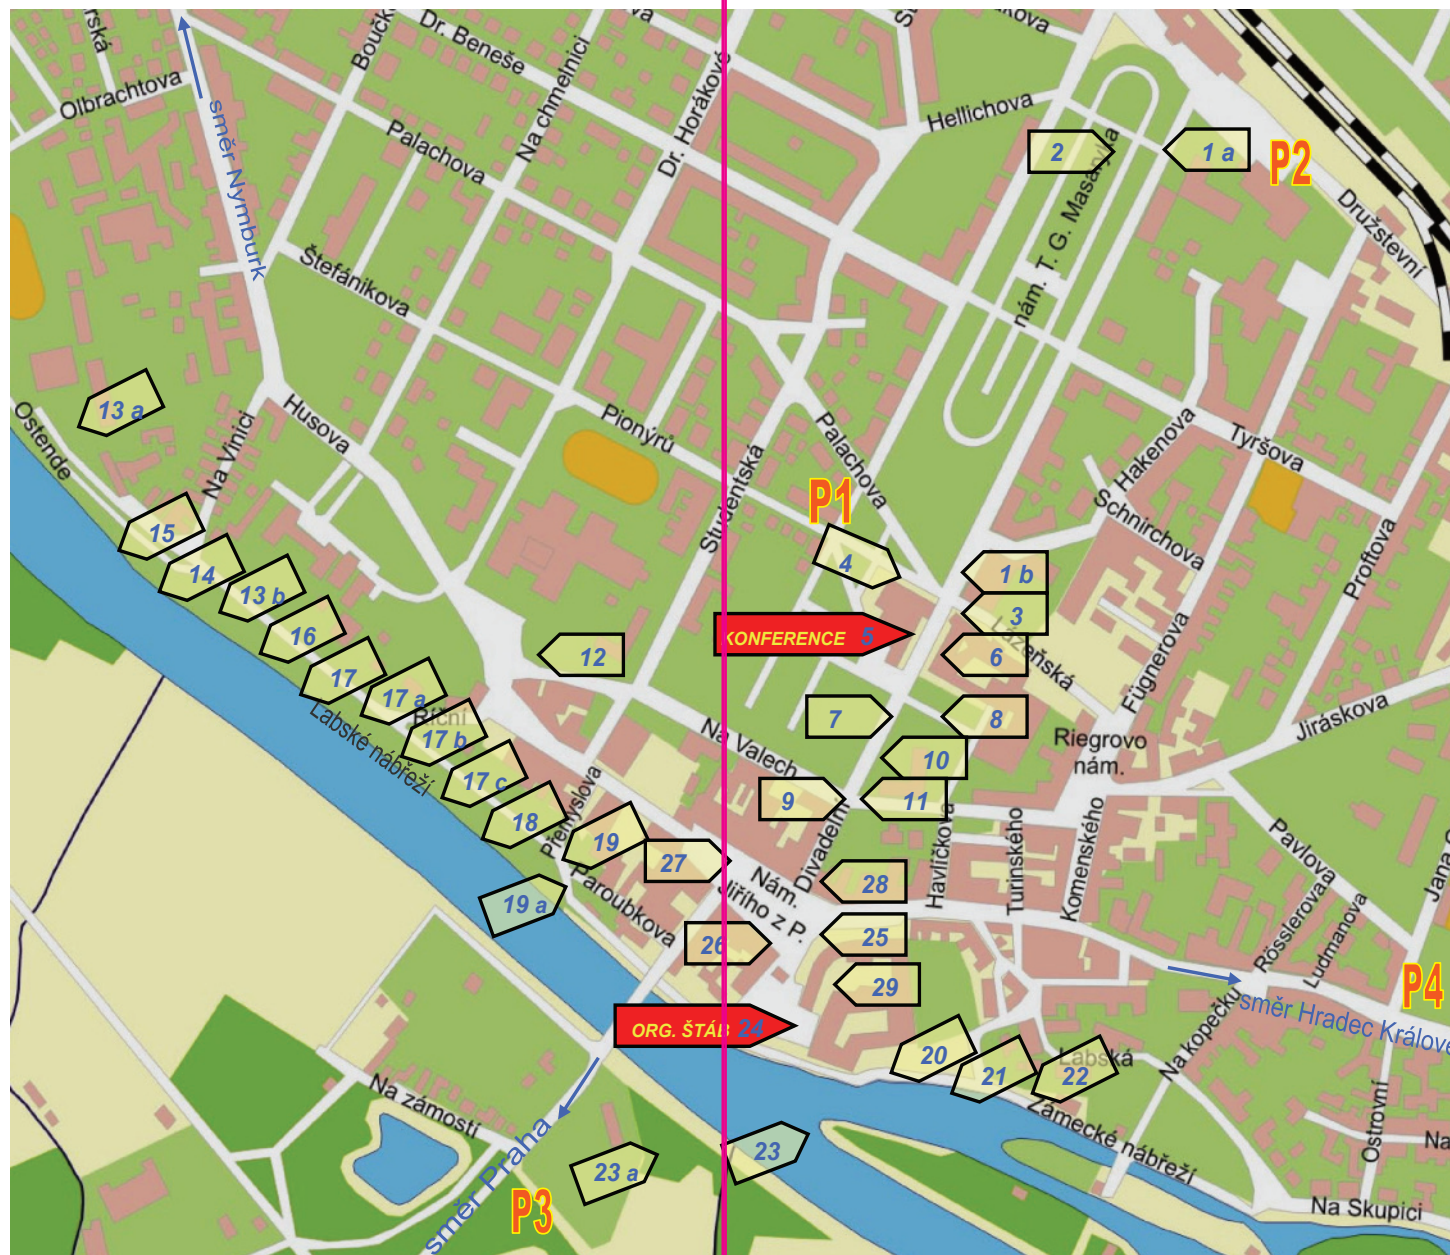 Dr. Beneše
Na chmelnici
Dr. Horákové
Olbrachtova
směr Nymburk
Palachova
Štefánikova
Hellichova
nám. T. G. Masaryka
2
1 a
P2
Družstevní
13 a
Ostende
Na Vinici
Husova
Pionýrů
Studentská
Palachova
Hakenova
Tyršova
Schnirchova
Proftova
P1
4
15
14
13 b
16
17
17 a
Říční
17 b
17 c
18
Labské nábřeží
12
1 b
3
KONFERENCE 5
Lázeňská
6
Fügnerova
7
8
Riegrovo
nám.
Jiráskova
Na Valech
10
9
11
Přemyslova
19
27
Divadelní
Havlíčkova
Turinského
Komenského
Pavlova
28
Nám.
Jiřího z P.
19 a
Paroubkova
26
25
29
Rösslerova
Ludmanova
P4
směr Hradec Králové
ORG. ŠTÁB 24
20
21
Labská
22
Na kopečku
Zámecké nábřeží
Ostrovní
Na zámostí
směr Praha
P3
23 a
23
Na Skupici